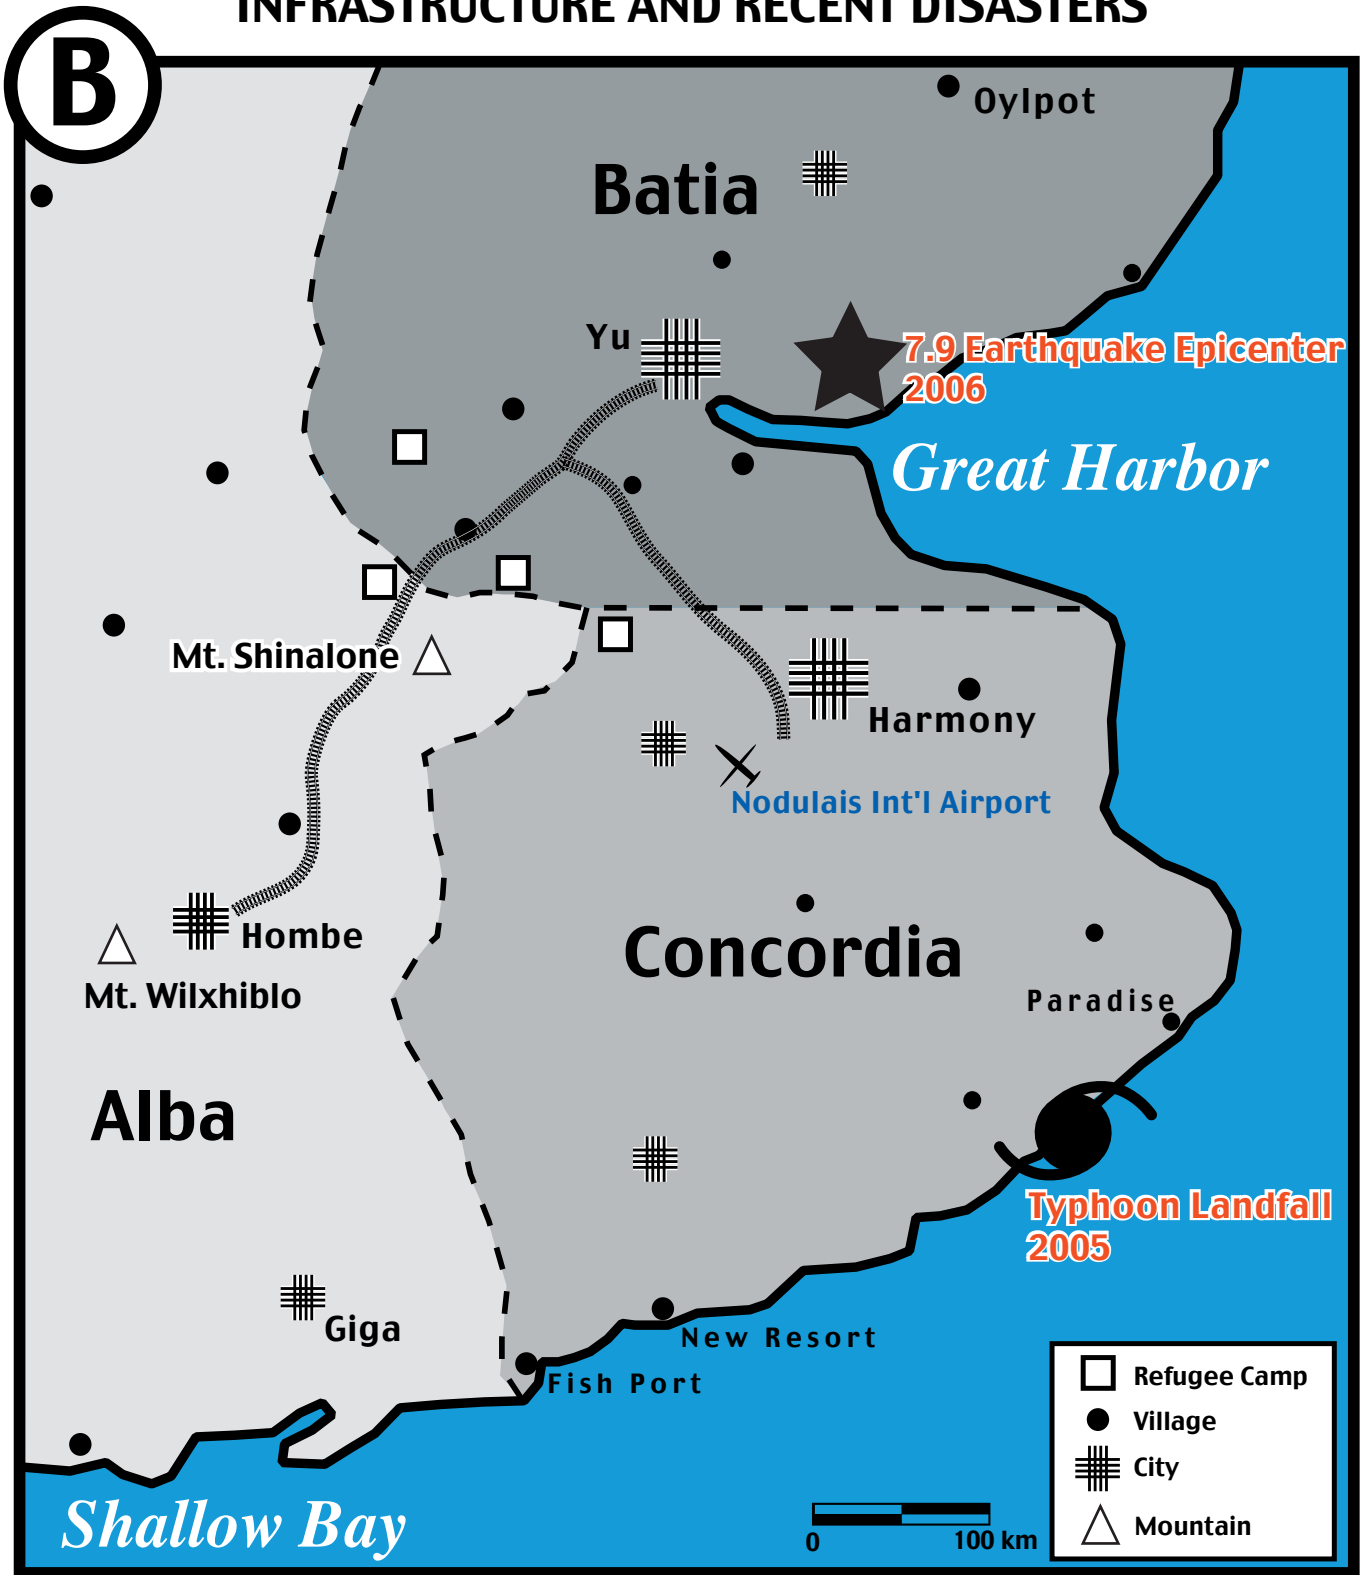 INFRASTRUCTURE AND RECENT DISASTERS
B
Oylpot
Batia
Yu
7.9 Earthquake Epicenter
2006
Great Harbor
Mt. Shinalone
Harmony
Nodulais Int'l Airport
Hombe
Concordia
Mt. Wilxhiblo
Paradise
Alba
Typhoon Landfall
2005
Giga
New Resort
Fish Port
Refugee Camp
Village
City
Mountain
Shallow Bay
0
100 km